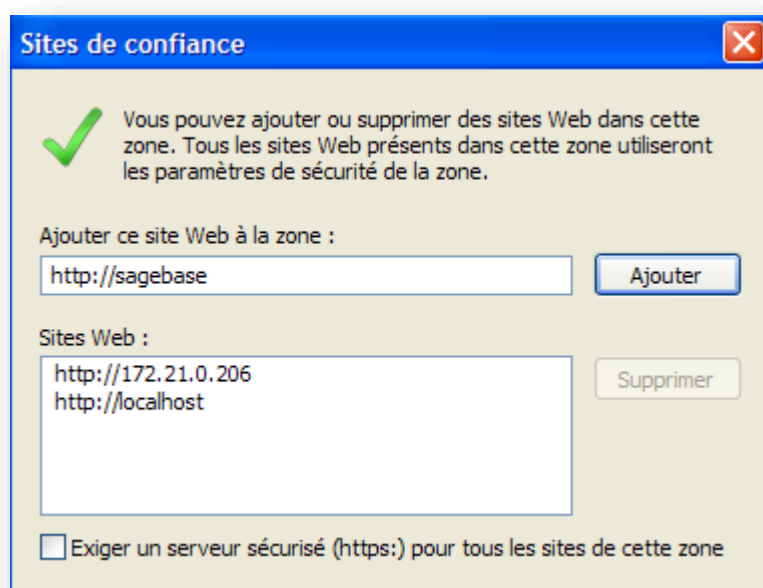 Sites de confiance
Vous pouvez ajouter ou supprimer des sites Web dans cette
zone. Tous les sites Web présents dans cette zone utiliseront
les paramètres de sécurité de la zone.
Ajouter ce site Web à la zone :
http://sagebase
Ajouter
Sites Web :
http://172.21.0.206
http://localhost
Supprimer
Exiger un serveur sécurisé (https:) pour tous les sites de cette zone